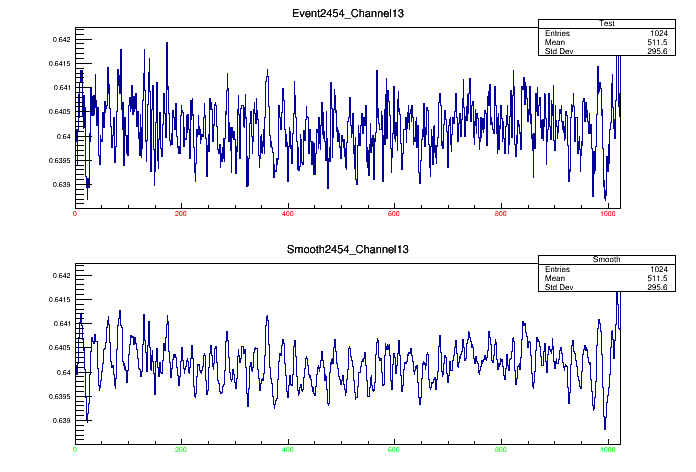 Event2454_Channel13
Test
Entries 1024
Mean 511.5
Std Dev 295.6
0.642
0.6415
0.641
0.6405
0.64
0.6395
0.639
0 200 400 600 800 1000
Smooth2454_Channel13
Smooth
Entries 1024
Mean 511.5
Std Dev 295.6
0.642
0.6415
0.641
0.6405
0.64
0.6395
0.639
0 200 400 600 800 1000